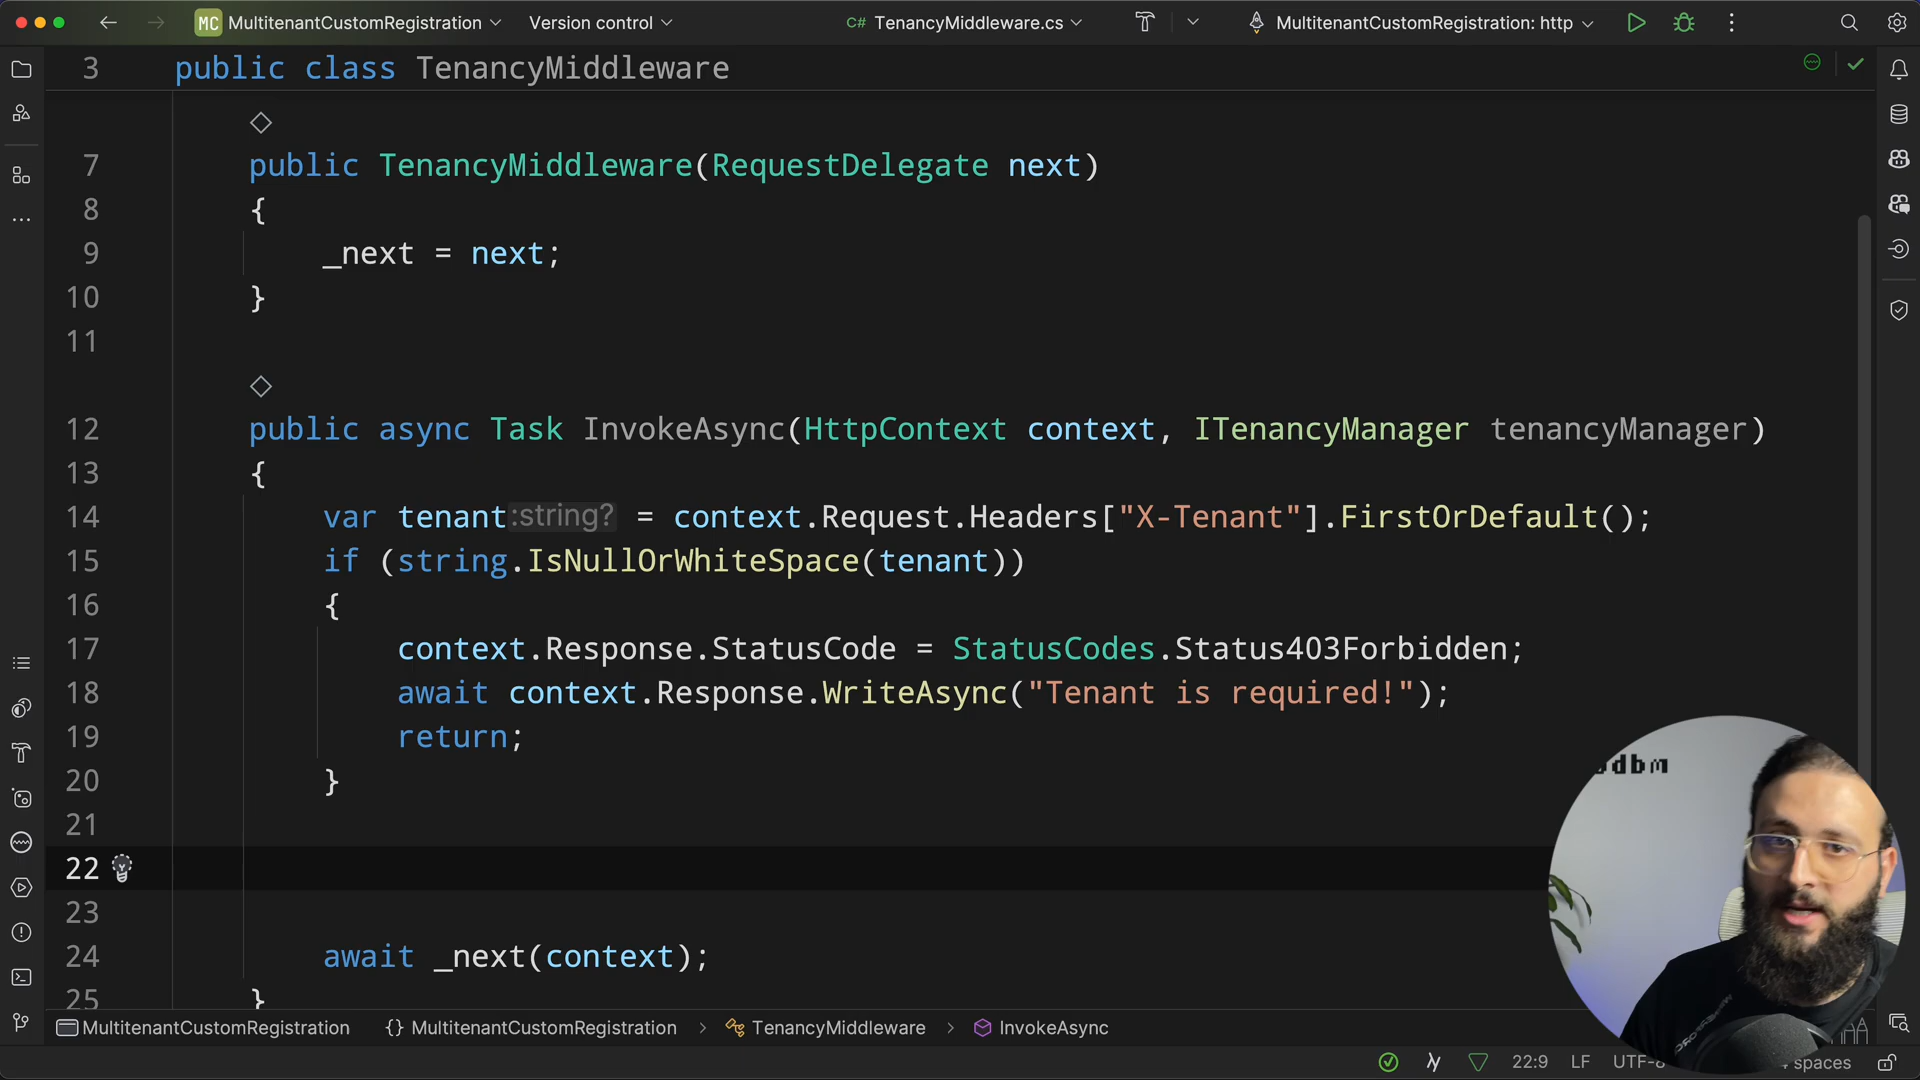 MC MultitenantCustomRegistration Version control C# TenancyMiddleware.cs MultitenantCustomRegistration: http
3 public class TenancyMiddleware
7 public TenancyMiddleware(RequestDelegate next)
8 {
9 _next = next;
10 }
11
12 public async Task InvokeAsync(HttpContext context, ITenancyManager tenancyManager)
13 {
14 var tenant:string? = context.Request.Headers["X-Tenant"].FirstOrDefault();
15 if (string.IsNullOrWhiteSpace(tenant))
16 {
17 context.Response.StatusCode = StatusCodes.Status403Forbidden;
18 await context.Response.WriteAsync("Tenant is required!");
19 return;
20 }
21
22
23
24 await _next(context);
25 }
MultitenantCustomRegistration {} MultitenantCustomRegistration > TenancyMiddleware > InvokeAsync
22:9 LF UTF-8 spaces